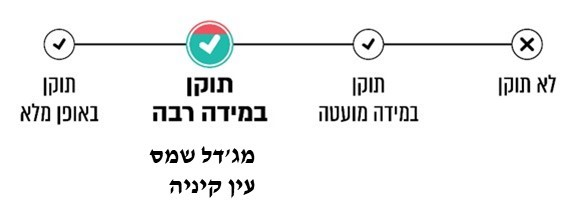 לא תוקן
תוקן
במידה מועטה
תוקן
במידה רבה
תוקן
באופן מלא
מג'דל שמס
עין קיניה